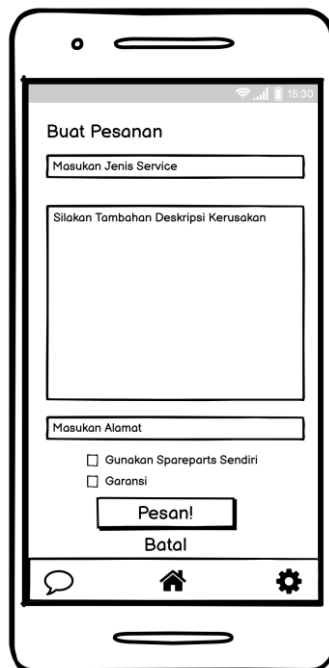 15:30
Buat Pesanan
Masukan Jenis Service
Silakan Tambahan Deskripsi Kerusakan
Masukan Alamat
Gunakan Spareparts Sendiri
Garansi
Pesan!
Batal